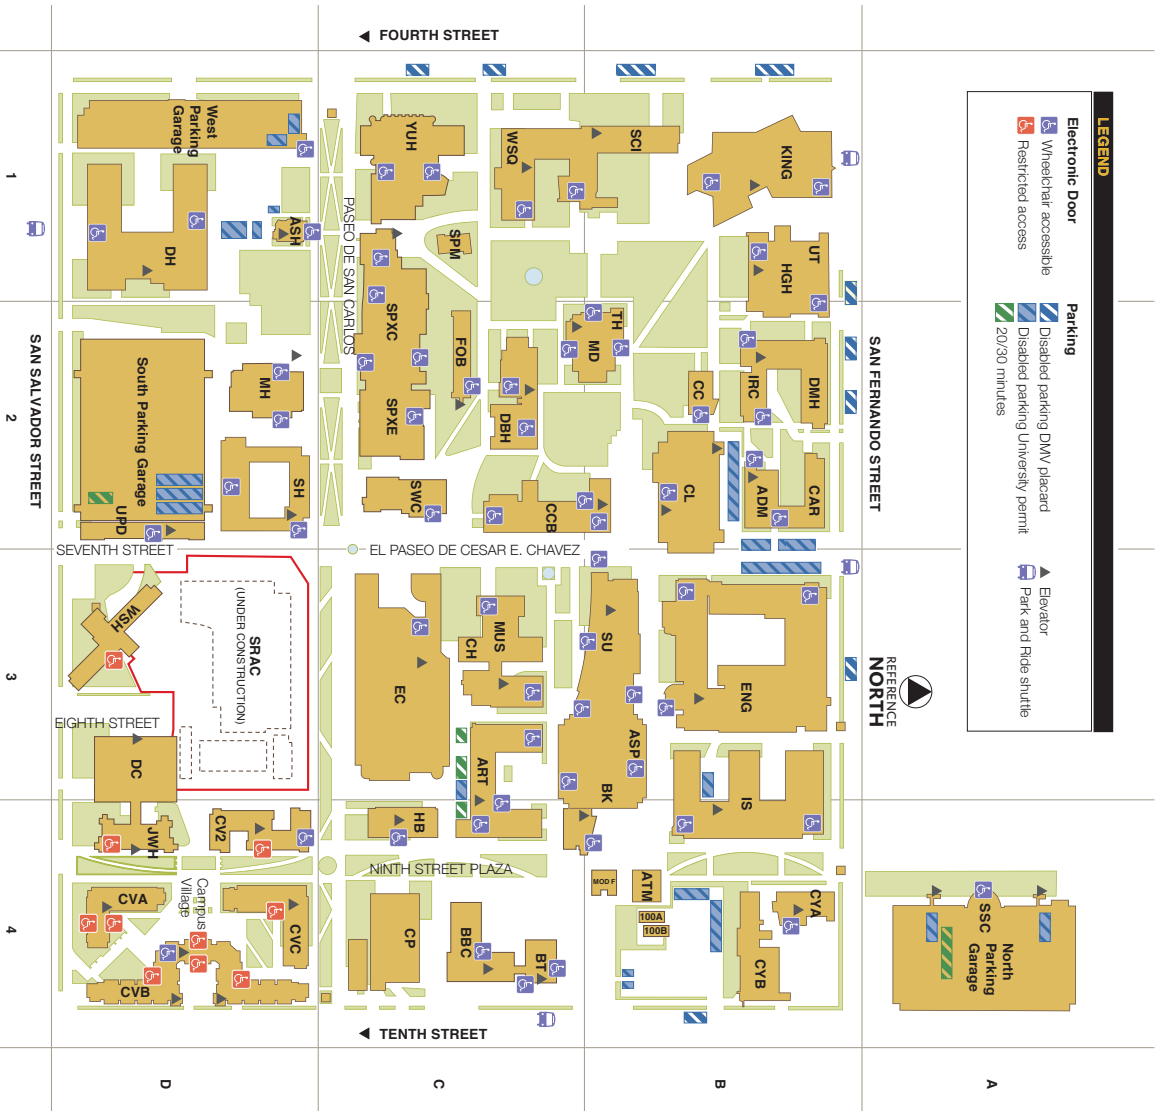 FOURTH STREET
LEGEND
Electronic Door
Wheelchair accessible
Restricted access
Parking
Disabled parking DMV placard
Disabled parking University permit
20/30 minutes
Elevator
Park and Ride shuttle
REFERENCE
NORTH
1
2
3
4
A
B
C
D
SAN FERNANDO STREET
SAN SALVADOR STREET
PASEO DE SAN CARLOS
EL PASEO DE CESAR E. CHAVEZ
SEVENTH STREET
EIGHTH STREET
NINTH STREET PLAZA
TENTH STREET
West
Parking
Garage
DH
ASH
YUH
WSQ
SCI
KING
SPM
UT
HGH
SPXC
SPXE
FOB
DBH
TH
MD
CC
IRC
DMH
MH
South Parking Garage
UPD
SH
SWC
CCB
CL
ADM
CAR
WSH
SRAC
(UNDER CONSTRUCTION)
EC
CH
MUS
SU
ENG
ART
ASP
BK
IS
DC
JWH
CV2
HB
CVA
Campus
Village
CVC
CVB
CP
BBC
BT
MOD F
ATM
100A
100B
CYA
CYB
SSC
North
Parking
Garage